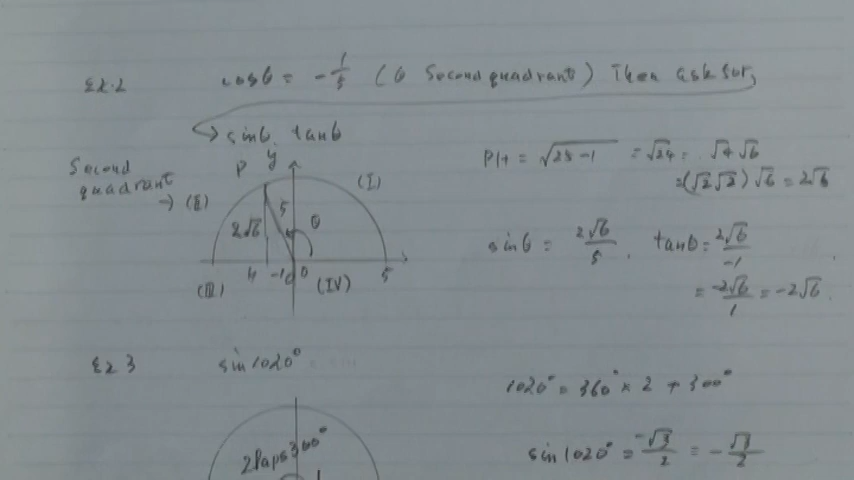 Ex.2 cosθ = -1/5 (θ Second quadrant) Then ask for,
sinθ, tanθ
Second quadrant → (II)
P y (I)
2√6 5 θ
H -1 0 5
(III) (IV)
PH = √25-1 = √24 = √4 √6
=(√2√2)√6 = 2√6
sinθ = 2√6/5 , tanθ = 2√6/-1
= -2√6/1 = -2√6.
Ex 3 sin1020°
1020° = 360° × 2 + 300°
300°
sin1020° = -√3/2 = -√3/2